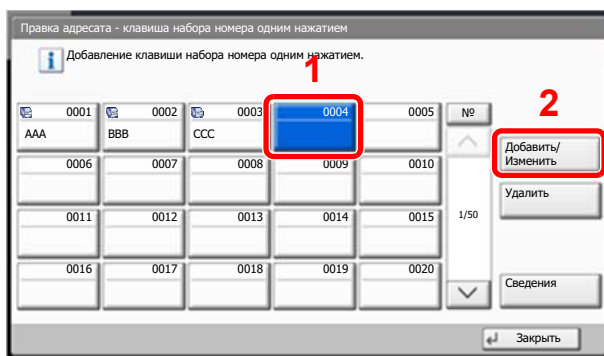 Правка адресата - клавиша набора номера одним нажатием
Добавление клавиши набора номера одним нажатием.
1
2
0001 0002 0003 0004 0005 №
AAA BBB CCC
Добавить/
Изменить
0006 0007 0008 0009 0010
Удалить
0011 0012 0013 0014 0015 1/50
0016 0017 0018 0019 0020
Сведения
Закрыть